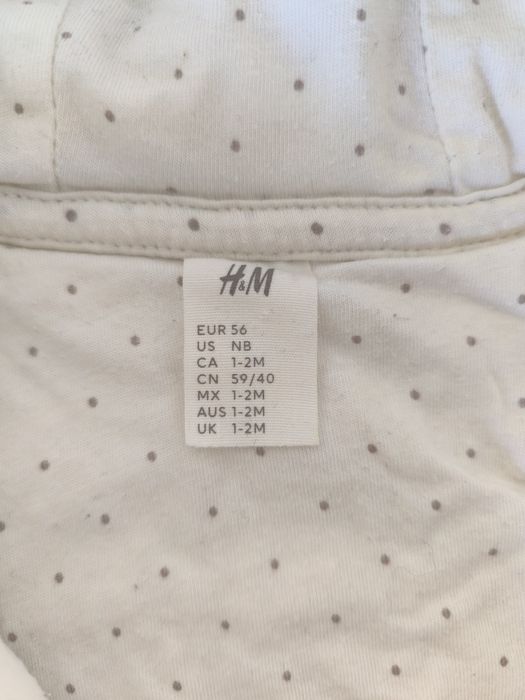 H&M
EUR 56
US NB
CA 1-2M
CN 59/40
MX 1-2M
AUS 1-2M
UK 1-2M